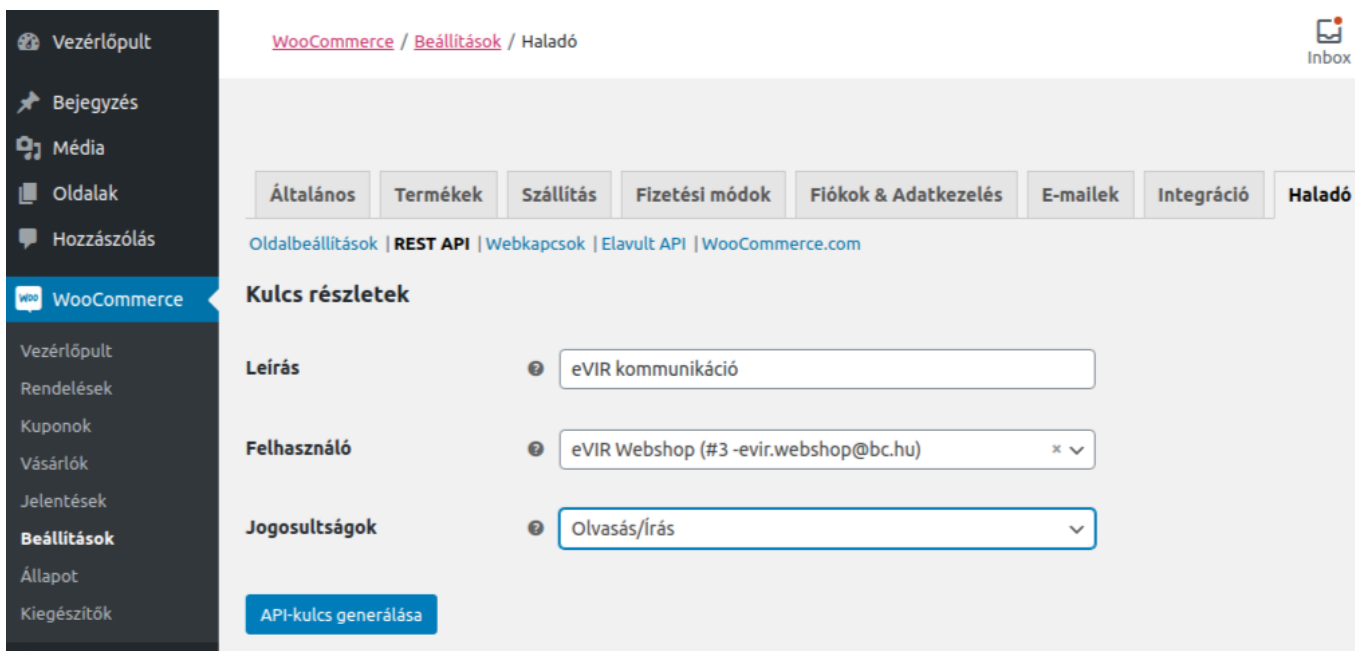 Vezérlőpult
WooCommerce / Beállítások / Haladó
Inbox
Bejegyzés
Média
Oldalak
Hozzászólás
WooCommerce
Vezérlőpult
Rendelések
Kuponok
Vásárlók
Jelentések
Beállítások
Állapot
Kiegészítők
Általános Termékek Szállítás Fizetési módok Fiókok & Adatkezelés E-mailek Integráció Haladó
Oldalbeállítások | REST API | Webkapcsok | Elavult API | WooCommerce.com
Kulcs részletek
Leírás eVIR kommunikáció
Felhasználó eVIR Webshop (#3 -evir.webshop@bc.hu) ×
Jogosultságok Olvasás/Írás
API-kulcs generálása